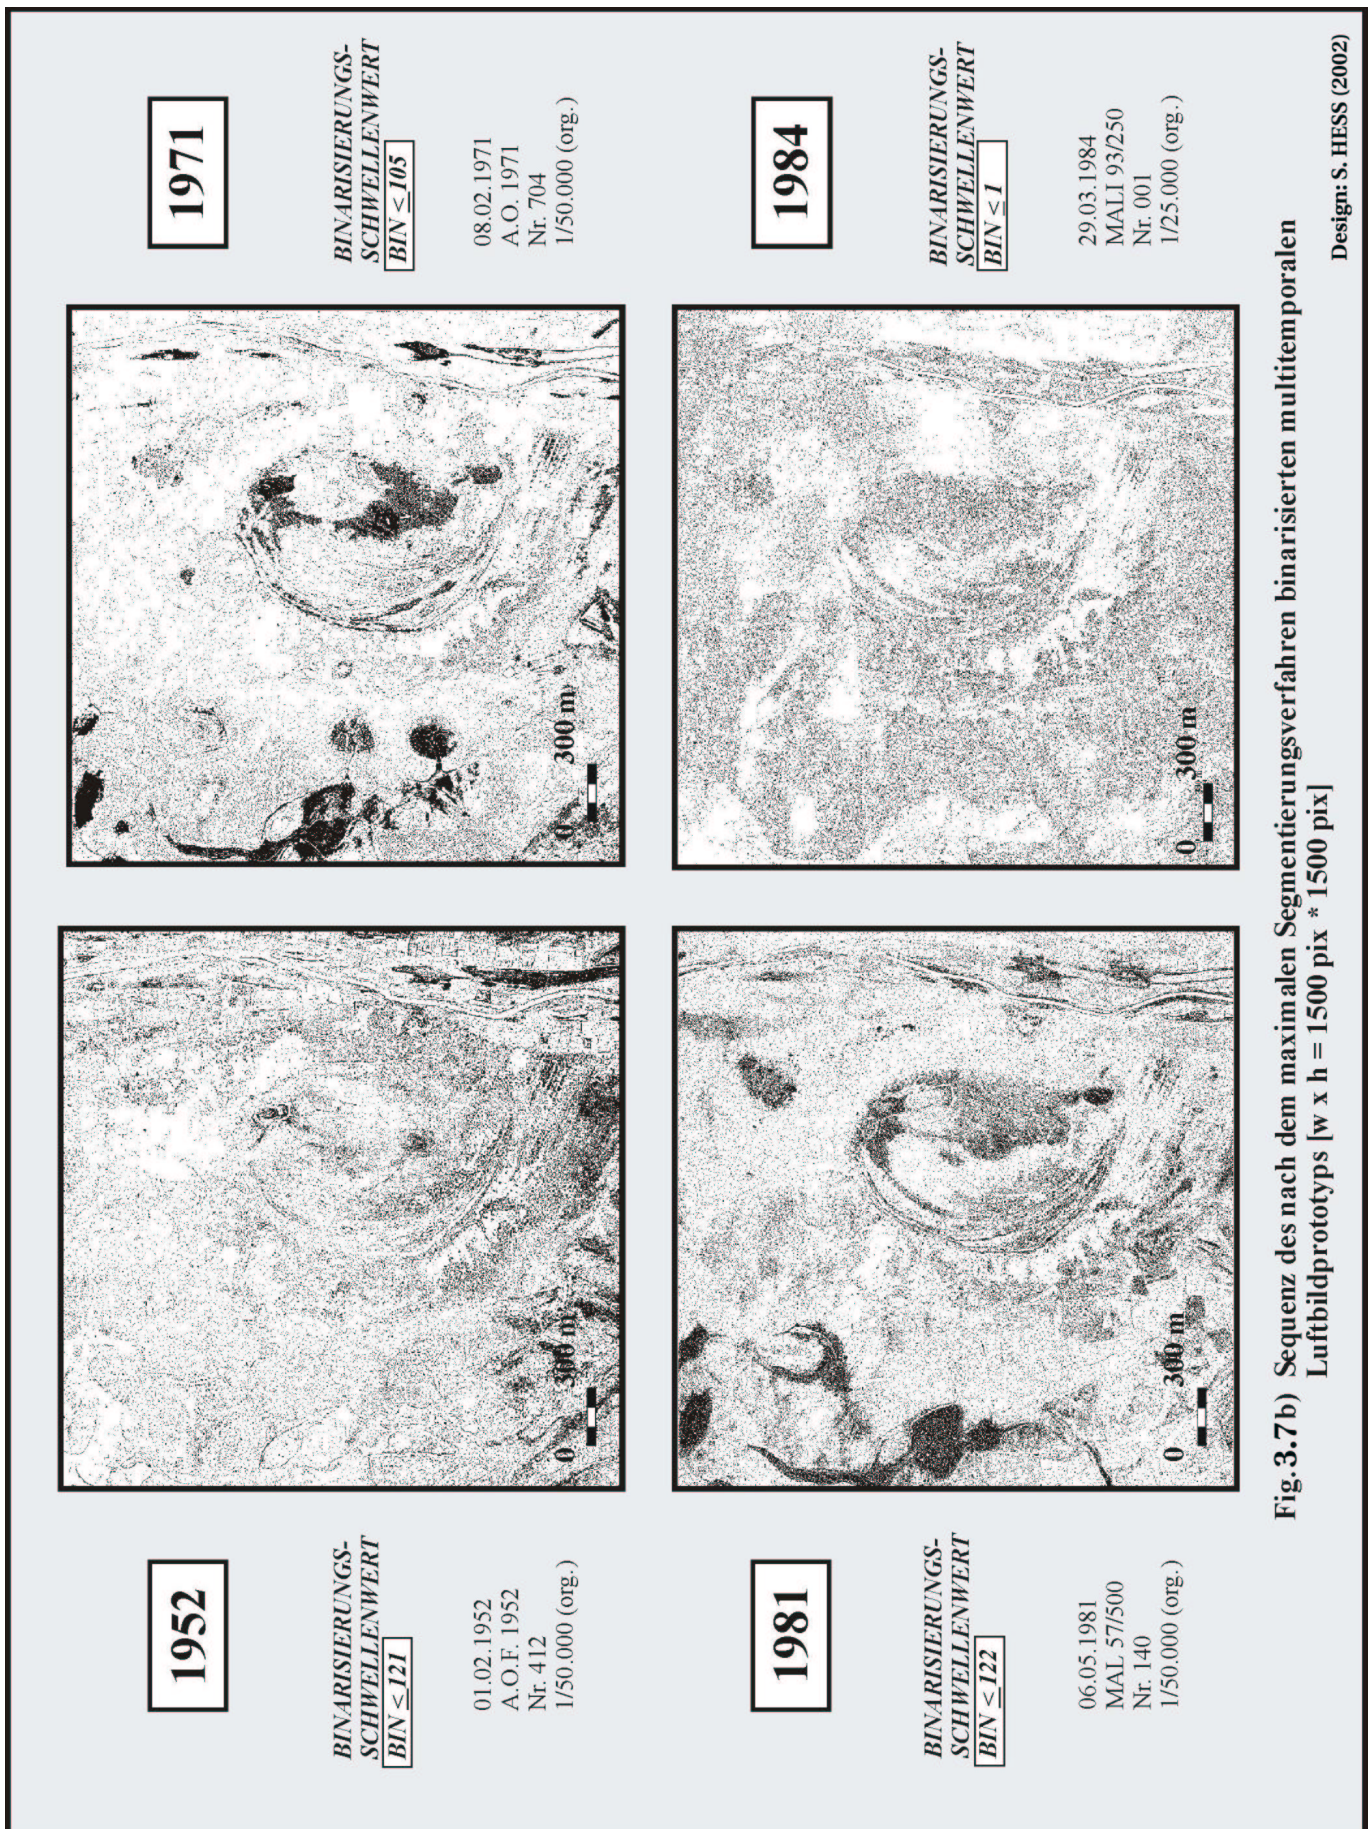 1952
BINARISIERUNGS-
SCHWELLENWERT
BIN ≤ 121
01.02.1952
A.O.F. 1952
Nr. 412
1/50.000 (org.)
0 300 m
1971
BINARISIERUNGS-
SCHWELLENWERT
BIN ≤ 105
08.02.1971
A.O. 1971
Nr. 704
1/50.000 (org.)
0 300 m
1981
BINARISIERUNGS-
SCHWELLENWERT
BIN ≤ 122
06.05.1981
MAL 57/500
Nr. 140
1/50.000 (org.)
0 300 m
1984
BINARISIERUNGS-
SCHWELLENWERT
BIN ≤ 1
29.03.1984
MALI 93/250
Nr. 001
1/25.000 (org.)
0 300 m
Fig.3.7b) Sequenz des nach dem maximalen Segmentierungsverfahren binarisierten multitemporalen
Luftbildprototyps [w x h = 1500 pix * 1500 pix]
Design: S. HESS (2002)